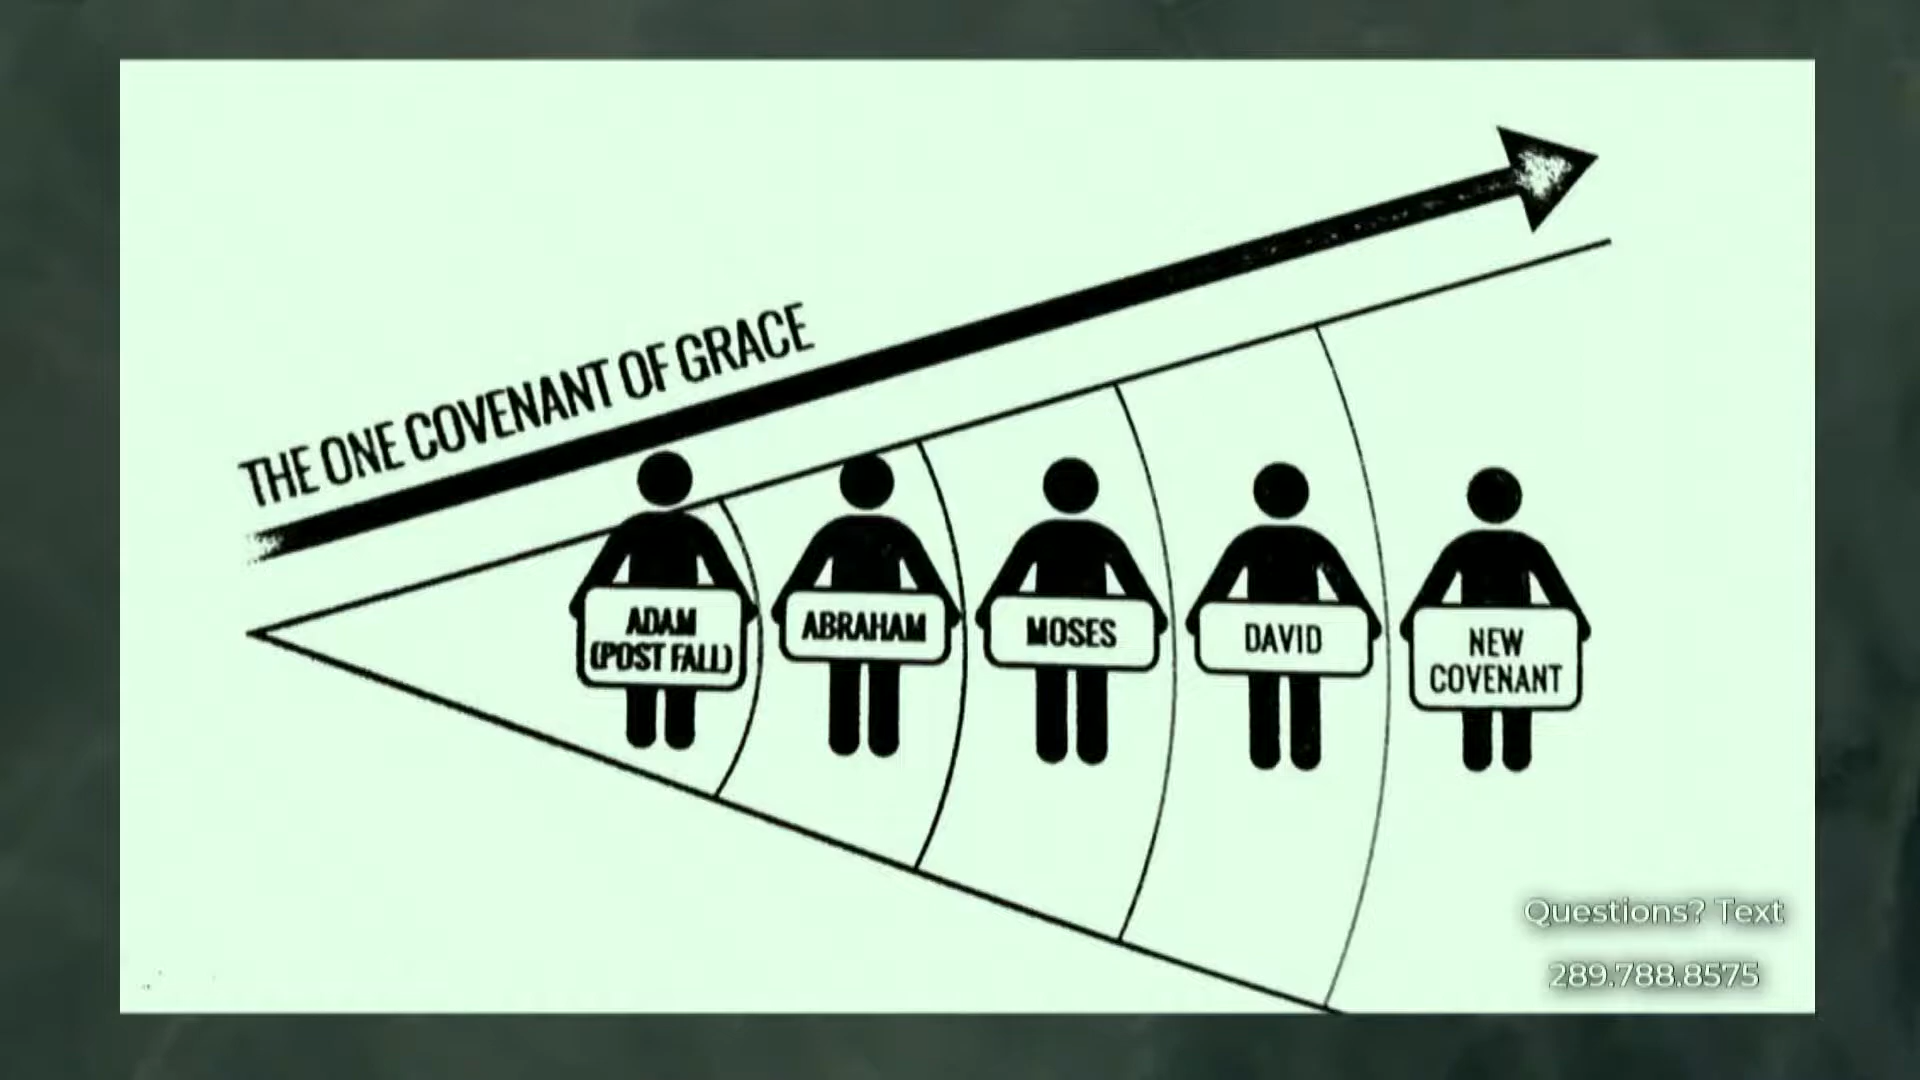 THE ONE COVENANT OF GRACE
ADAM
(POST FALL)
ABRAHAM
MOSES
DAVID
NEW
COVENANT
Questions? Text
289.788.8575